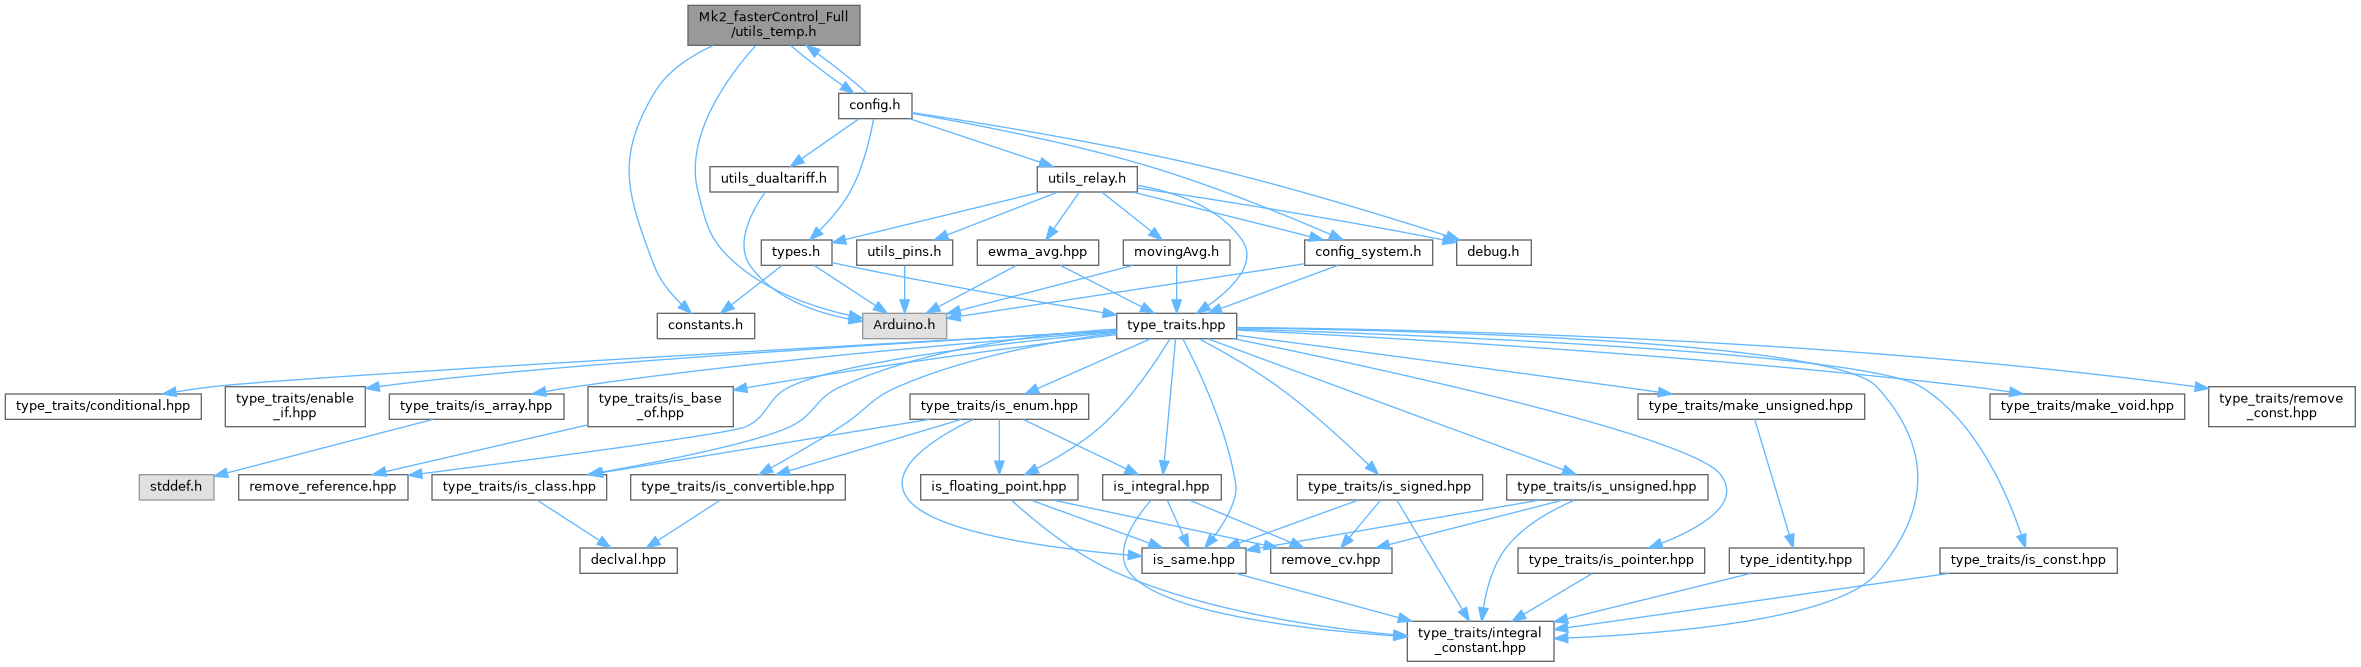 Mk2_fasterControl_Full
/utils_temp.h
config.h
utils_dualtariff.h
utils_relay.h
types.h
utils_pins.h
ewma_avg.hpp
movingAvg.h
config_system.h
debug.h
constants.h
Arduino.h
type_traits.hpp
type_traits/conditional.hpp
type_traits/enable
_if.hpp
type_traits/is_array.hpp
type_traits/is_base
_of.hpp
type_traits/is_enum.hpp
type_traits/make_unsigned.hpp
type_traits/make_void.hpp
type_traits/remove
_const.hpp
stddef.h
remove_reference.hpp
type_traits/is_class.hpp
type_traits/is_convertible.hpp
is_floating_point.hpp
is_integral.hpp
type_traits/is_signed.hpp
type_traits/is_unsigned.hpp
declval.hpp
is_same.hpp
remove_cv.hpp
type_traits/is_pointer.hpp
type_identity.hpp
type_traits/is_const.hpp
type_traits/integral
_constant.hpp